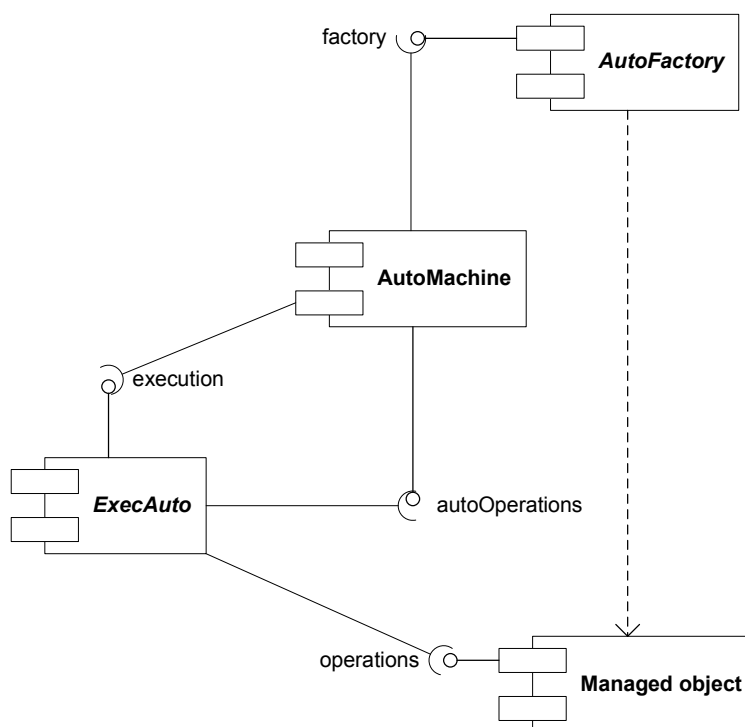 factory
AutoFactory
AutoMachine
execution
ExecAuto
autoOperations
operations
Managed object